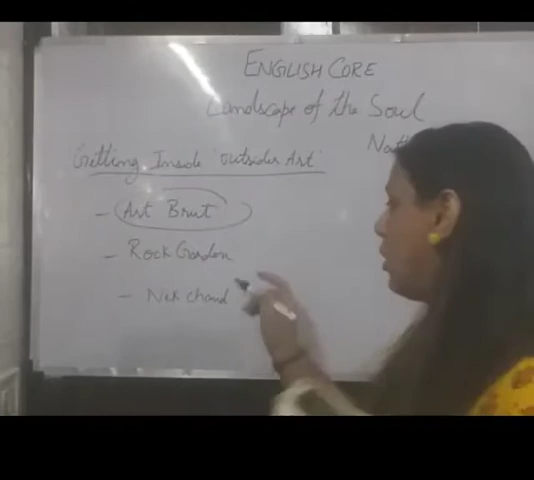 ENGLISH CORE
Landscape of the Soul
Getting Inside 'Outsider Art'
- Art Brut
- Rock Garden
- Nek Chand